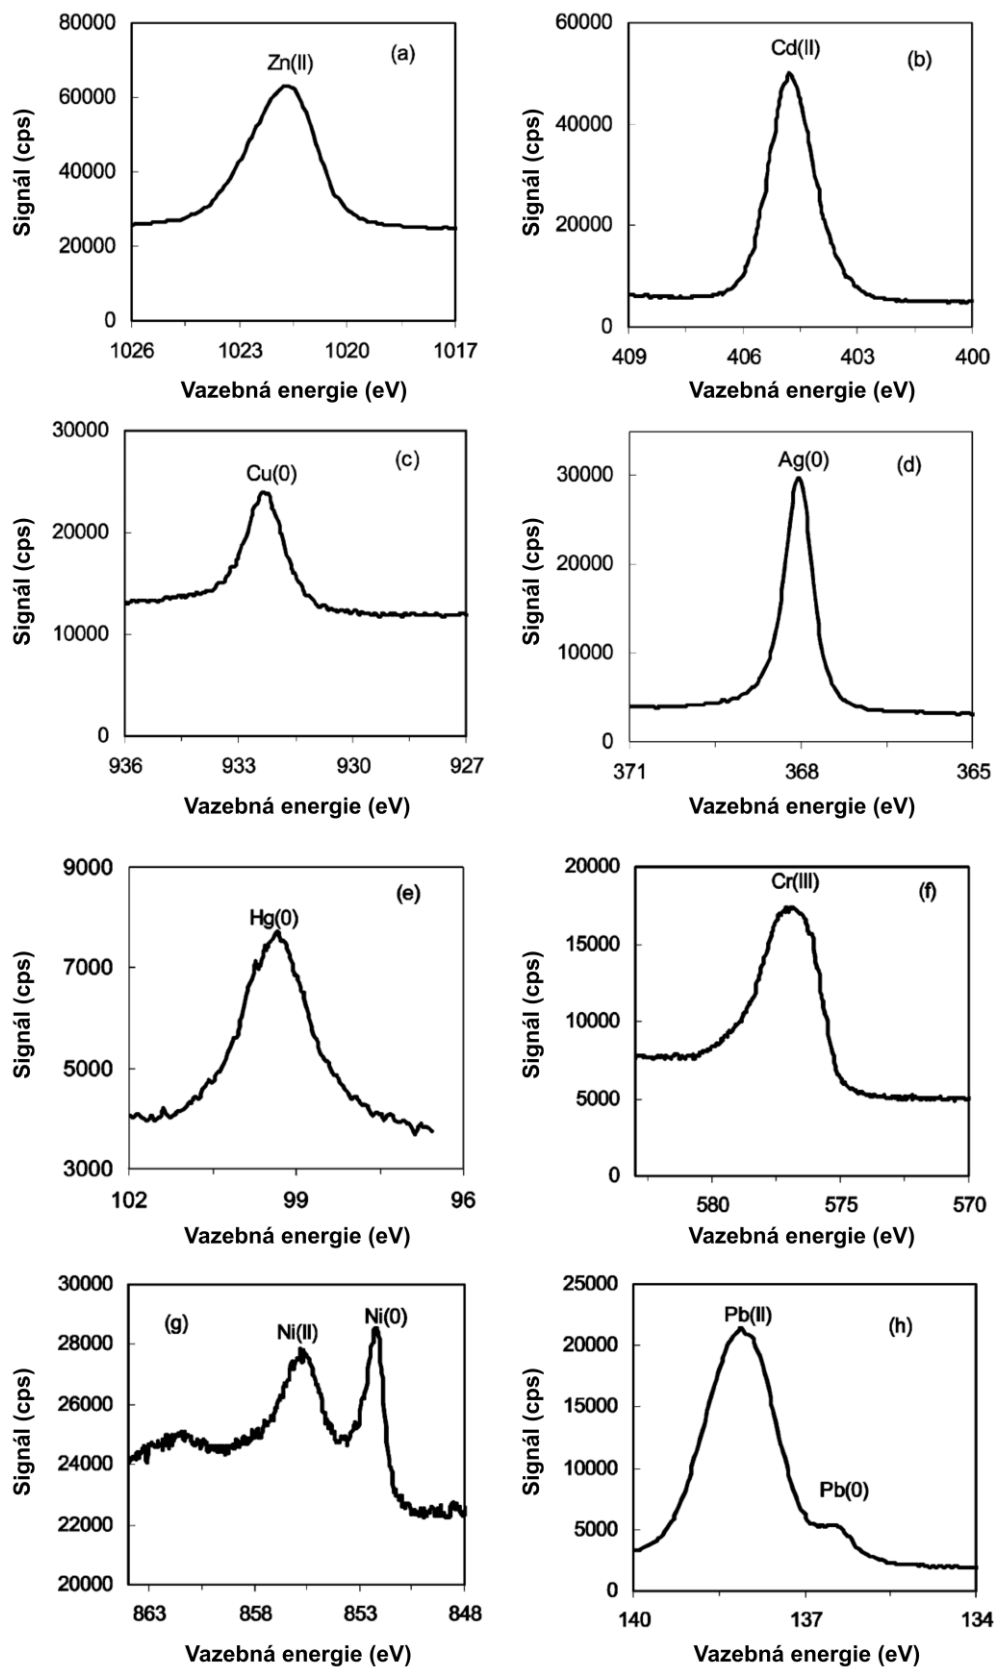 80000
60000
40000
20000
0
Signál (cps)
Zn(II)
(a)
1026 1023 1020 1017
Vazebná energie (eV)
60000
40000
20000
0
Signál (cps)
Cd(II)
(b)
409 406 403 400
Vazebná energie (eV)
30000
20000
10000
0
Signál (cps)
Cu(0)
(c)
936 933 930 927
Vazebná energie (eV)
30000
20000
10000
0
Signál (cps)
Ag(0)
(d)
371 368 365
Vazebná energie (eV)
9000
7000
5000
3000
Signál (cps)
Hg(0)
(e)
102 99 96
Vazebná energie (eV)
20000
15000
10000
5000
0
Signál (cps)
Cr(III)
(f)
580 575 570
Vazebná energie (eV)
30000
28000
26000
24000
22000
20000
Signál (cps)
(g)
Ni(II)
Ni(0)
863 858 853 848
Vazebná energie (eV)
25000
20000
15000
10000
5000
0
Signál (cps)
Pb(II)
(h)
Pb(0)
140 137 134
Vazebná energie (eV)